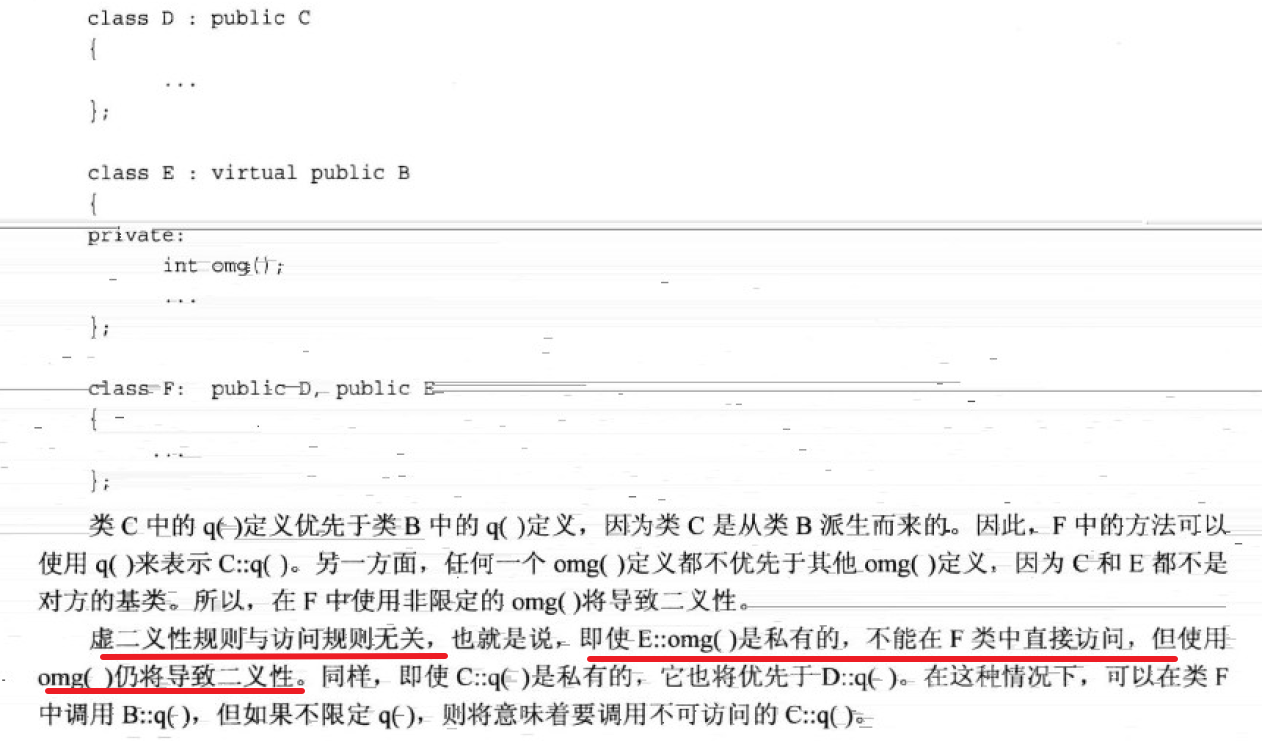 class D : public C
{
...
};
class E : virtual public B
{
private:
int omg();
...
};
class F: public D, public E
{
...
};
类 C 中的 q( )定义优先于类 B 中的 q( )定义，因为类 C 是从类 B 派生而来的。因此，F 中的方法可以
使用 q( )来表示 C::q( )。另一方面，任何一个 omg( )定义都不优先于其他 omg( )定义，因为 C 和 E 都不是
对方的基类。所以，在 F 中使用非限定的 omg( )将导致二义性。
虚二义性规则与访问规则无关，也就是说，即使 E::omg( )是私有的，不能在 F 类中直接访问，但使用
omg( )仍将导致二义性。同样，即使 C::q( )是私有的，它也将优先于 D::q( )。在这种情况下，可以在类 F
中调用 B::q( )，但如果不限定 q( )，则将意味着要调用不可访问的 C::q( )。